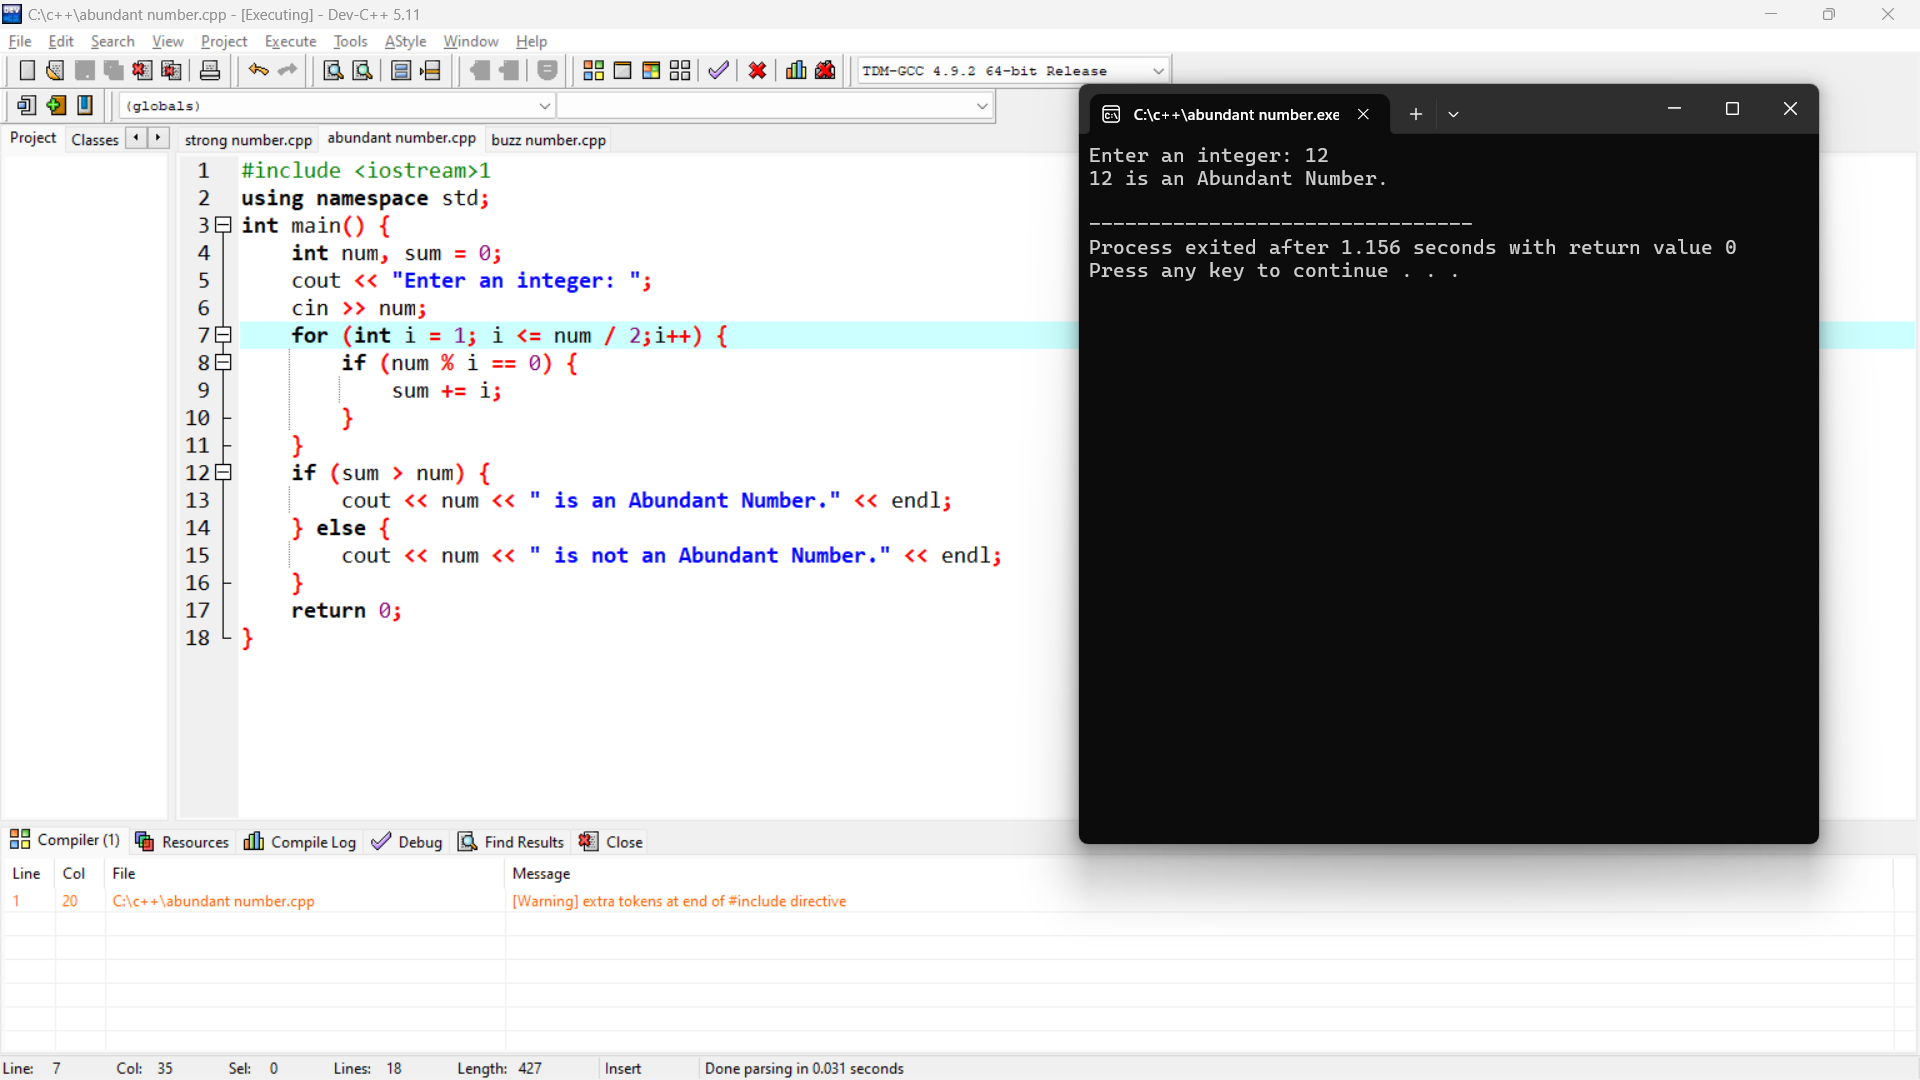 C:\c++\abundant number.cpp - [Executing] - Dev-C++ 5.11
File Edit Search View Project Execute Tools AStyle Window Help
TDM-GCC 4.9.2 64-bit Release
(globals)
Project Classes strong number.cpp abundant number.cpp buzz number.cpp
1 #include <iostream>1
2 using namespace std;
3 int main() {
4 int num, sum = 0;
5 cout << "Enter an integer: ";
6 cin >> num;
7 for (int i = 1; i <= num / 2;i++) {
8 if (num % i == 0) {
9 sum += i;
10 }
11 }
12 if (sum > num) {
13 cout << num << " is an Abundant Number." << endl;
14 } else {
15 cout << num << " is not an Abundant Number." << endl;
16 }
17 return 0;
18 }
C:\c++\abundant number.exe
Enter an integer: 12
12 is an Abundant Number.
--------------------------------
Process exited after 1.156 seconds with return value 0
Press any key to continue . . .
Compiler (1) Resources Compile Log Debug Find Results Close
Line Col File Message
1 20 C:\c++\abundant number.cpp [Warning] extra tokens at end of #include directive
Line: 7 Col: 35 Sel: 0 Lines: 18 Length: 427 Insert Done parsing in 0.031 seconds